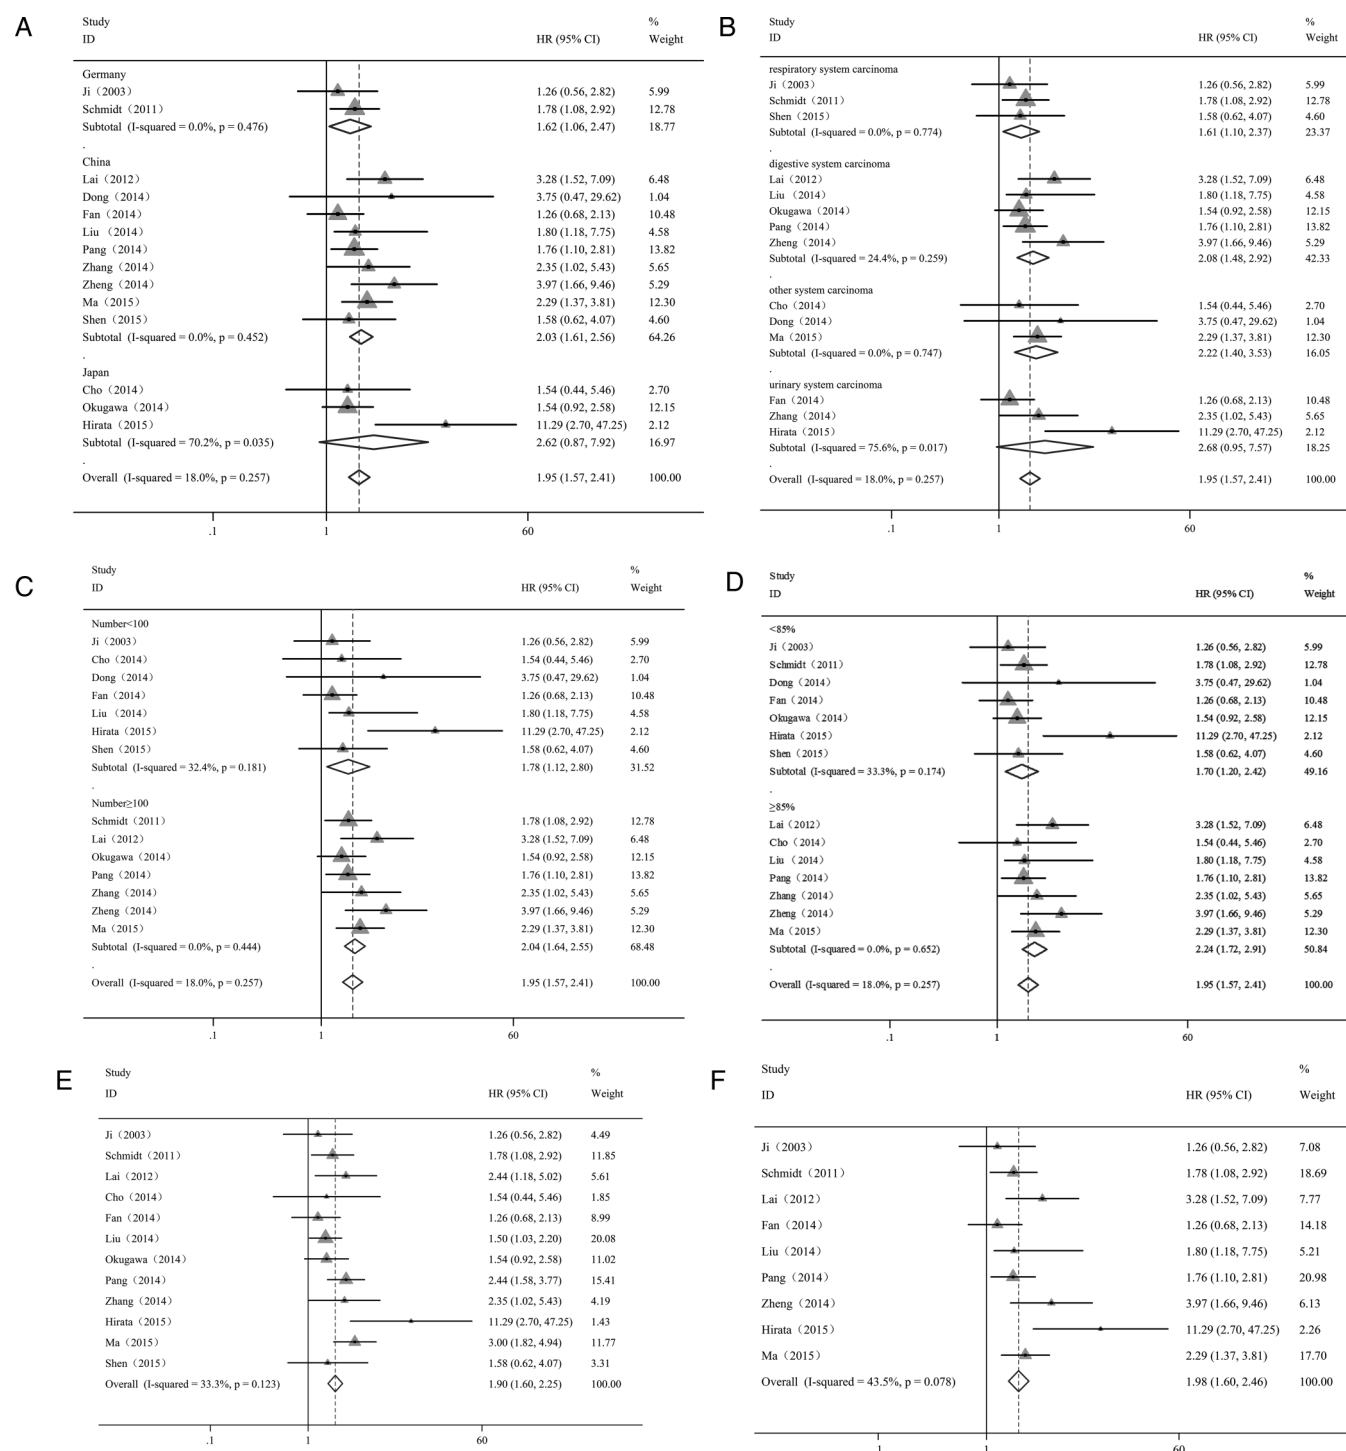 A
Study %
ID HR (95% CI) Weight
Germany
Ji（2003） 1.26 (0.56, 2.82) 5.99
Schmidt（2011） 1.78 (1.08, 2.92) 12.78
Subtotal (I-squared = 0.0%, p = 0.476) 1.62 (1.06, 2.47) 18.77
.
China
Lai（2012） 3.28 (1.52, 7.09) 6.48
Dong（2014） 3.75 (0.47, 29.62) 1.04
Fan（2014） 1.26 (0.68, 2.13) 10.48
Liu（2014） 1.80 (1.18, 7.75) 4.58
Pang（2014） 1.76 (1.10, 2.81) 13.82
Zhang（2014） 2.35 (1.02, 5.43) 5.65
Zheng（2014） 3.97 (1.66, 9.46) 5.29
Ma（2015） 2.29 (1.37, 3.81) 12.30
Shen（2015） 1.58 (0.62, 4.07) 4.60
Subtotal (I-squared = 0.0%, p = 0.452) 2.03 (1.61, 2.56) 64.26
.
Japan
Cho（2014） 1.54 (0.44, 5.46) 2.70
Okugawa（2014） 1.54 (0.92, 2.58) 12.15
Hirata（2015） 11.29 (2.70, 47.25) 2.12
Subtotal (I-squared = 70.2%, p = 0.035) 2.62 (0.87, 7.92) 16.97
.
Overall (I-squared = 18.0%, p = 0.257) 1.95 (1.57, 2.41) 100.00
.1 1 60
B
Study %
ID HR (95% CI) Weight
respiratory system carcinoma
Ji（2003） 1.26 (0.56, 2.82) 5.99
Schmidt（2011） 1.78 (1.08, 2.92) 12.78
Shen（2015） 1.58 (0.62, 4.07) 4.60
Subtotal (I-squared = 0.0%, p = 0.774) 1.61 (1.10, 2.37) 23.37
.
digestive system carcinoma
Lai（2012） 3.28 (1.52, 7.09) 6.48
Liu（2014） 1.80 (1.18, 7.75) 4.58
Okugawa（2014） 1.54 (0.92, 2.58) 12.15
Pang（2014） 1.76 (1.10, 2.81) 13.82
Zheng（2014） 3.97 (1.66, 9.46) 5.29
Subtotal (I-squared = 24.4%, p = 0.259) 2.08 (1.48, 2.92) 42.33
.
other system carcinoma
Cho（2014） 1.54 (0.44, 5.46) 2.70
Dong（2014） 3.75 (0.47, 29.62) 1.04
Ma（2015） 2.29 (1.37, 3.81) 12.30
Subtotal (I-squared = 0.0%, p = 0.747) 2.22 (1.40, 3.53) 16.05
.
urinary system carcinoma
Fan（2014） 1.26 (0.68, 2.13) 10.48
Zhang（2014） 2.35 (1.02, 5.43) 5.65
Hirata（2015） 11.29 (2.70, 47.25) 2.12
Subtotal (I-squared = 75.6%, p = 0.017) 2.68 (0.95, 7.57) 18.25
.
Overall (I-squared = 18.0%, p = 0.257) 1.95 (1.57, 2.41) 100.00
.1 1 60
C
Study %
ID HR (95% CI) Weight
Number<100
Ji（2003） 1.26 (0.56, 2.82) 5.99
Cho（2014） 1.54 (0.44, 5.46) 2.70
Dong（2014） 3.75 (0.47, 29.62) 1.04
Fan（2014） 1.26 (0.68, 2.13) 10.48
Liu（2014） 1.80 (1.18, 7.75) 4.58
Hirata（2015） 11.29 (2.70, 47.25) 2.12
Shen（2015） 1.58 (0.62, 4.07) 4.60
Subtotal (I-squared = 32.4%, p = 0.181) 1.78 (1.12, 2.80) 31.52
.
Number≥100
Schmidt（2011） 1.78 (1.08, 2.92) 12.78
Lai（2012） 3.28 (1.52, 7.09) 6.48
Okugawa（2014） 1.54 (0.92, 2.58) 12.15
Pang（2014） 1.76 (1.10, 2.81) 13.82
Zhang（2014） 2.35 (1.02, 5.43) 5.65
Zheng（2014） 3.97 (1.66, 9.46) 5.29
Ma（2015） 2.29 (1.37, 3.81) 12.30
Subtotal (I-squared = 0.0%, p = 0.444) 2.04 (1.64, 2.55) 68.48
.
Overall (I-squared = 18.0%, p = 0.257) 1.95 (1.57, 2.41) 100.00
.1 1 60
D
Study %
ID HR (95% CI) Weight
<85%
Ji（2003） 1.26 (0.56, 2.82) 5.99
Schmidt（2011） 1.78 (1.08, 2.92) 12.78
Dong（2014） 3.75 (0.47, 29.62) 1.04
Fan（2014） 1.26 (0.68, 2.13) 10.48
Okugawa（2014） 1.54 (0.92, 2.58) 12.15
Hirata（2015） 11.29 (2.70, 47.25) 2.12
Shen（2015） 1.58 (0.62, 4.07) 4.60
Subtotal (I-squared = 33.3%, p = 0.174) 1.70 (1.20, 2.42) 49.16
.
≥85%
Lai（2012） 3.28 (1.52, 7.09) 6.48
Cho（2014） 1.54 (0.44, 5.46) 2.70
Liu（2014） 1.80 (1.18, 7.75) 4.58
Pang（2014） 1.76 (1.10, 2.81) 13.82
Zhang（2014） 2.35 (1.02, 5.43) 5.65
Zheng（2014） 3.97 (1.66, 9.46) 5.29
Ma（2015） 2.29 (1.37, 3.81) 12.30
Subtotal (I-squared = 0.0%, p = 0.652) 2.24 (1.72, 2.91) 50.84
.
Overall (I-squared = 18.0%, p = 0.257) 1.95 (1.57, 2.41) 100.00
.1 1 60
E
Study %
ID HR (95% CI) Weight
Ji（2003） 1.26 (0.56, 2.82) 4.49
Schmidt（2011） 1.78 (1.08, 2.92) 11.85
Lai（2012） 2.44 (1.18, 5.02) 5.61
Cho（2014） 1.54 (0.44, 5.46) 1.85
Fan（2014） 1.26 (0.68, 2.13) 8.99
Liu（2014） 1.50 (1.03, 2.20) 20.08
Okugawa（2014） 1.54 (0.92, 2.58) 11.02
Pang（2014） 2.44 (1.58, 3.77) 15.41
Zhang（2014） 2.35 (1.02, 5.43) 4.19
Hirata（2015） 11.29 (2.70, 47.25) 1.43
Ma（2015） 3.00 (1.82, 4.94) 11.77
Shen（2015） 1.58 (0.62, 4.07) 3.31
Overall (I-squared = 33.3%, p = 0.123) 1.90 (1.60, 2.25) 100.00
.1 1 60
F
Study %
ID HR (95% CI) Weight
Ji（2003） 1.26 (0.56, 2.82) 7.08
Schmidt（2011） 1.78 (1.08, 2.92) 18.69
Lai（2012） 3.28 (1.52, 7.09) 7.77
Fan（2014） 1.26 (0.68, 2.13) 14.18
Liu（2014） 1.80 (1.18, 7.75) 5.21
Pang（2014） 1.76 (1.10, 2.81) 20.98
Zheng（2014） 3.97 (1.66, 9.46) 6.13
Hirata（2015） 11.29 (2.70, 47.25) 2.26
Ma（2015） 2.29 (1.37, 3.81) 17.70
Overall (I-squared = 43.5%, p = 0.078) 1.98 (1.60, 2.46) 100.00
.1 1 60